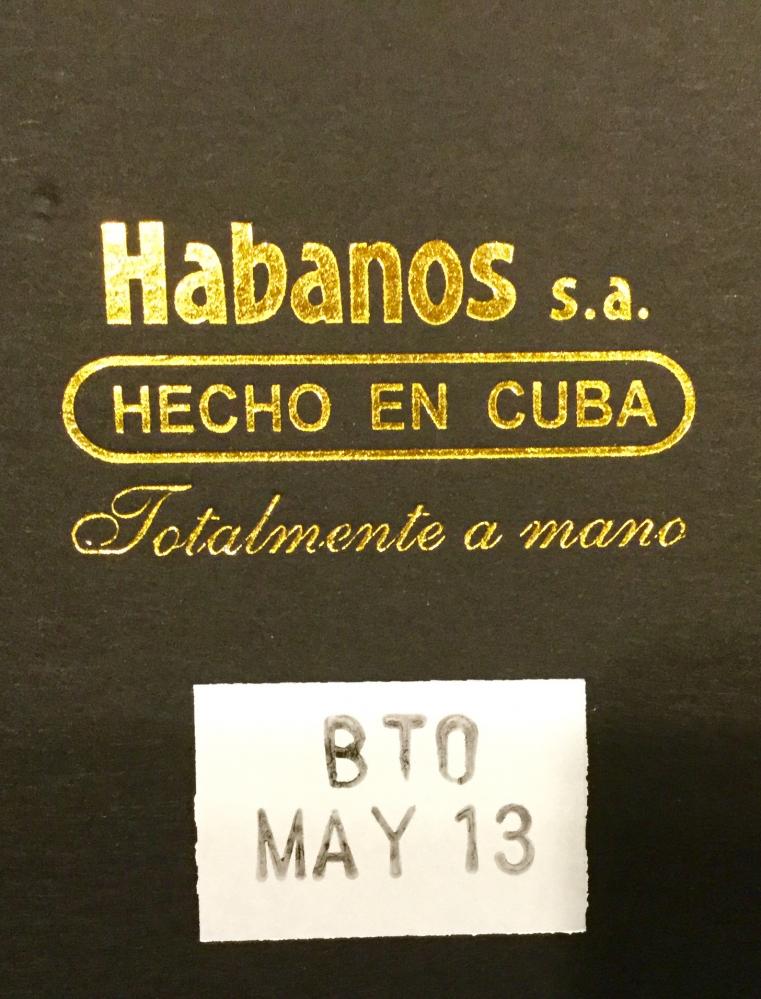 Habanos s.a.
HECHO EN CUBA
Totalmente a mano
BTO
MAY 13